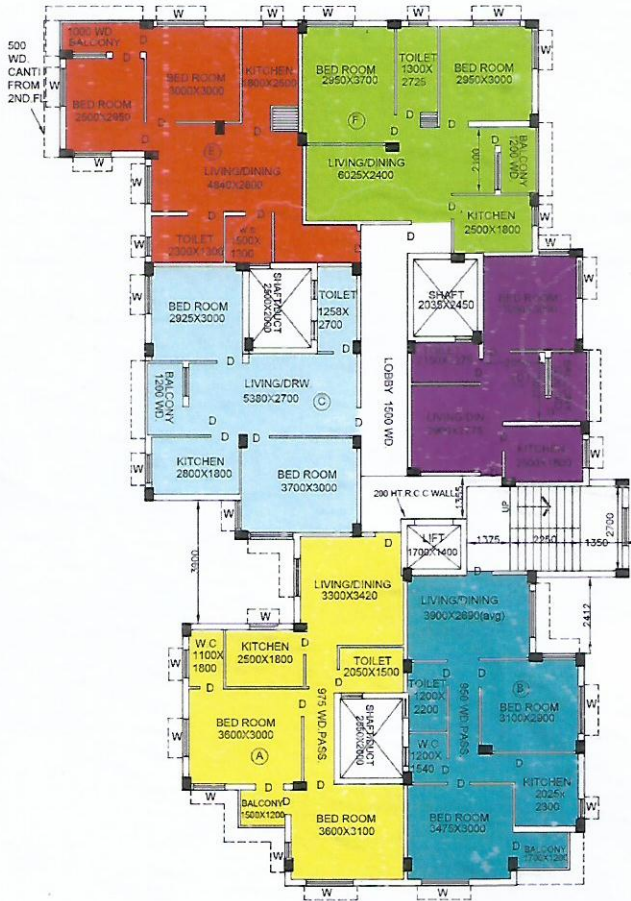 W
W
W
W
500
WD.
CANTI
FROM
2ND.FL
1000 WD
BALCONY
D
BED ROOM
3000X3000
KITCHEN
D
BED ROOM
D
E
LIVING/DINING
4840X2800
D
D
TOILET
2300X1300
W.C
1500X
1300
W
BED ROOM
2950X3700
TOILET
1300X
2725
BED ROOM
2950X3000
W
F
D
D
D
D
LIVING/DINING
6025X2400
2100
BALCONY
1200 WD
D
KITCHEN
2500X1800
W
D
W
BED ROOM
2925X3000
SHAFT/DUCT
TOILET
1258X
2700
W
D
D
BALCONY
1200 WD.
LIVING/DRW
5380X2700
C
D
D
D
D
KITCHEN
2800X1800
BED ROOM
3700X3000
W
W
LOBBY 1500 WD
SHAFT
2035X2450
W
BED ROOM
W
D
D
LIVING/DIN
D
KITCHEN
W
200 HT R.C.C WALL
1355
UP
LIFT
1700X1400
1375
2250
1350
2700
W
3900
D
LIVING/DINING
3300X3420
W
W.C
1100X
1800
KITCHEN
2500X1800
D
D
D
TOILET
2050X1500
D
W
BED ROOM
3600X3000
D
975 WD.PASS.
SHAFT/DUCT
W
A
D
D
W
BALCONY
1500X1200
D
BED ROOM
3600X3100
W
W
D
LIVING/DINING
3900X2690(avg)
2412
W
D
D
TOILET
1200X
2200
950 WD.PASS
B
BED ROOM
3100X2900
W
W.C
1200X
1540
D
D
D
KITCHEN
2025X
2300
W
BED ROOM
3475X3000
D
BALCONY
1700X1200
W